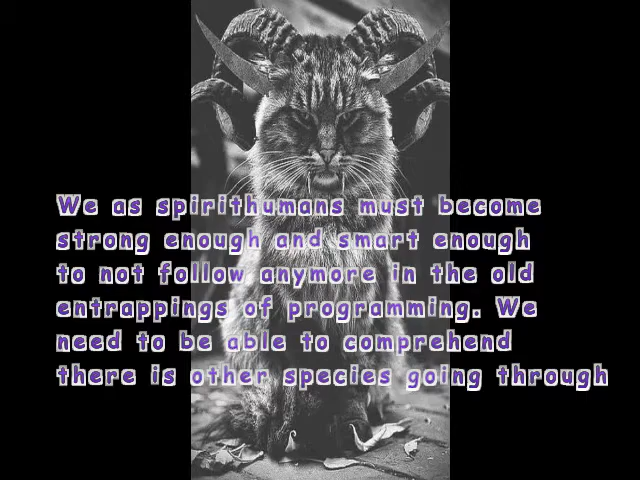 We as spirithumans must become
strong enough and smart enough
to not follow anymore in the old
entrappings of programming. We
need to be able to comprehend
there is other species going through